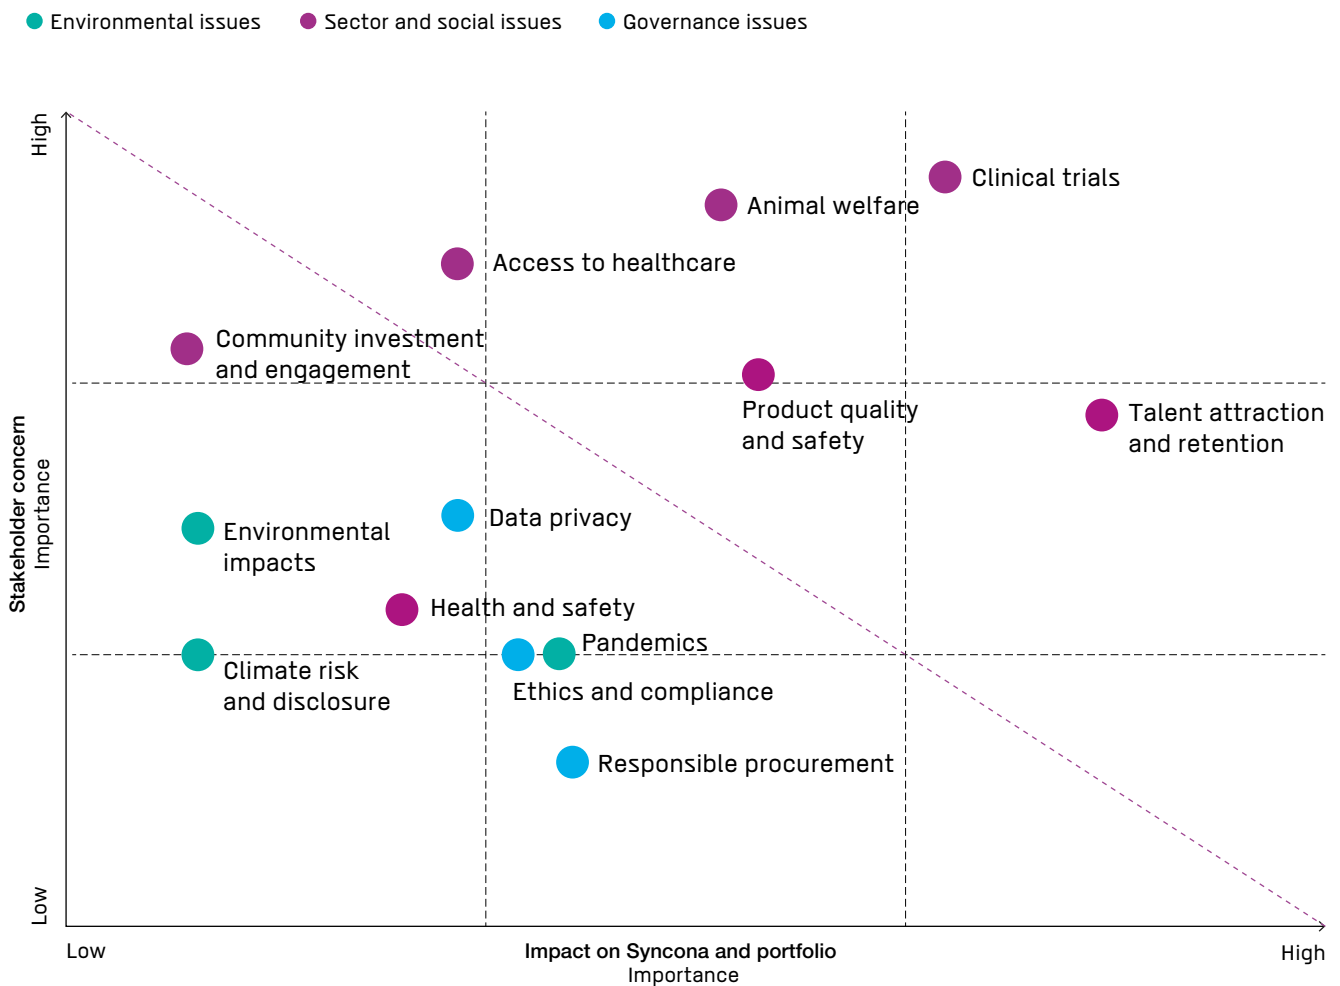 Environmental issues
Sector and social issues
Governance issues
High
Clinical trials
Animal welfare
Access to healthcare
Community investment
and engagement
Product quality
and safety
Talent attraction
and retention
Stakeholder concern
Importance
Data privacy
Environmental
impacts
Health and safety
Pandemics
Climate risk
and disclosure
Ethics and compliance
Responsible procurement
Low
Low
Impact on Syncona and portfolio
Importance
High